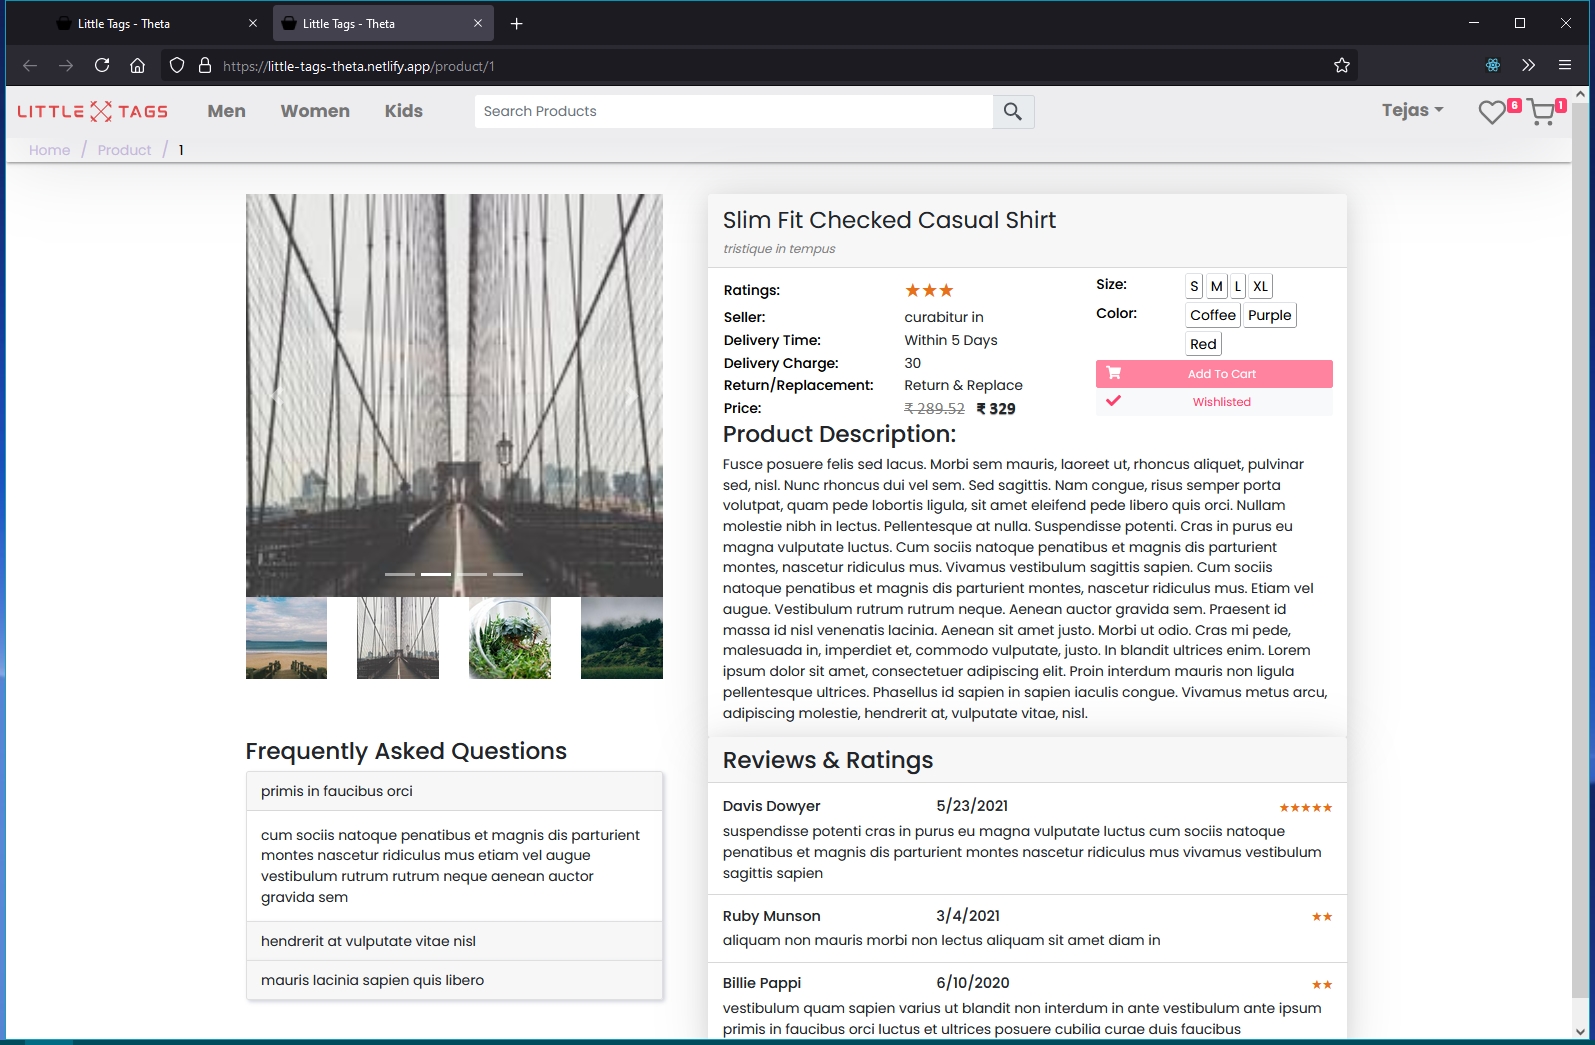 Little Tags - Theta
Little Tags - Theta
https://little-tags-theta.netlify.app/product/1
LITTLE TAGS
Men
Women
Kids
Search Products
Tejas
6
1
Home / Product / 1
Slim Fit Checked Casual Shirt
tristique in tempus
Ratings: ★★★
Seller: curabitur in
Delivery Time: Within 5 Days
Delivery Charge: 30
Return/Replacement: Return & Replace
Price: ₹ 289.52 ₹ 329
Size: S M L XL
Color: Coffee Purple
Red
Add To Cart
Wishlisted
Product Description:
Fusce posuere felis sed lacus. Morbi sem mauris, laoreet ut, rhoncus aliquet, pulvinar
sed, nisl. Nunc rhoncus dui vel sem. Sed sagittis. Nam congue, risus semper porta
volutpat, quam pede lobortis ligula, sit amet eleifend pede libero quis orci. Nullam
molestie nibh in lectus. Pellentesque at nulla. Suspendisse potenti. Cras in purus eu
magna vulputate luctus. Cum sociis natoque penatibus et magnis dis parturient
montes, nascetur ridiculus mus. Vivamus vestibulum sagittis sapien. Cum sociis
natoque penatibus et magnis dis parturient montes, nascetur ridiculus mus. Etiam vel
augue. Vestibulum rutrum rutrum neque. Aenean auctor gravida sem. Praesent id
massa id nisl venenatis lacinia. Aenean sit amet justo. Morbi ut odio. Cras mi pede,
malesuada in, imperdiet et, commodo vulputate, justo. In blandit ultrices enim. Lorem
ipsum dolor sit amet, consectetuer adipiscing elit. Proin interdum mauris non ligula
pellentesque ultrices. Phasellus id sapien in sapien iaculis congue. Vivamus metus arcu,
adipiscing molestie, hendrerit at, vulputate vitae, nisl.
Frequently Asked Questions
primis in faucibus orci
cum sociis natoque penatibus et magnis dis parturient
montes nascetur ridiculus mus etiam vel augue
vestibulum rutrum rutrum neque aenean auctor
gravida sem
hendrerit at vulputate vitae nisl
mauris lacinia sapien quis libero
Reviews & Ratings
Davis Dowyer 5/23/2021 ★★★★★
suspendisse potenti cras in purus eu magna vulputate luctus cum sociis natoque
penatibus et magnis dis parturient montes nascetur ridiculus mus vivamus vestibulum
sagittis sapien
Ruby Munson 3/4/2021 ★★
aliquam non mauris morbi non lectus aliquam sit amet diam in
Billie Pappi 6/10/2020 ★★
vestibulum quam sapien varius ut blandit non interdum in ante vestibulum ante ipsum
primis in faucibus orci luctus et ultrices posuere cubilia curae duis faucibus